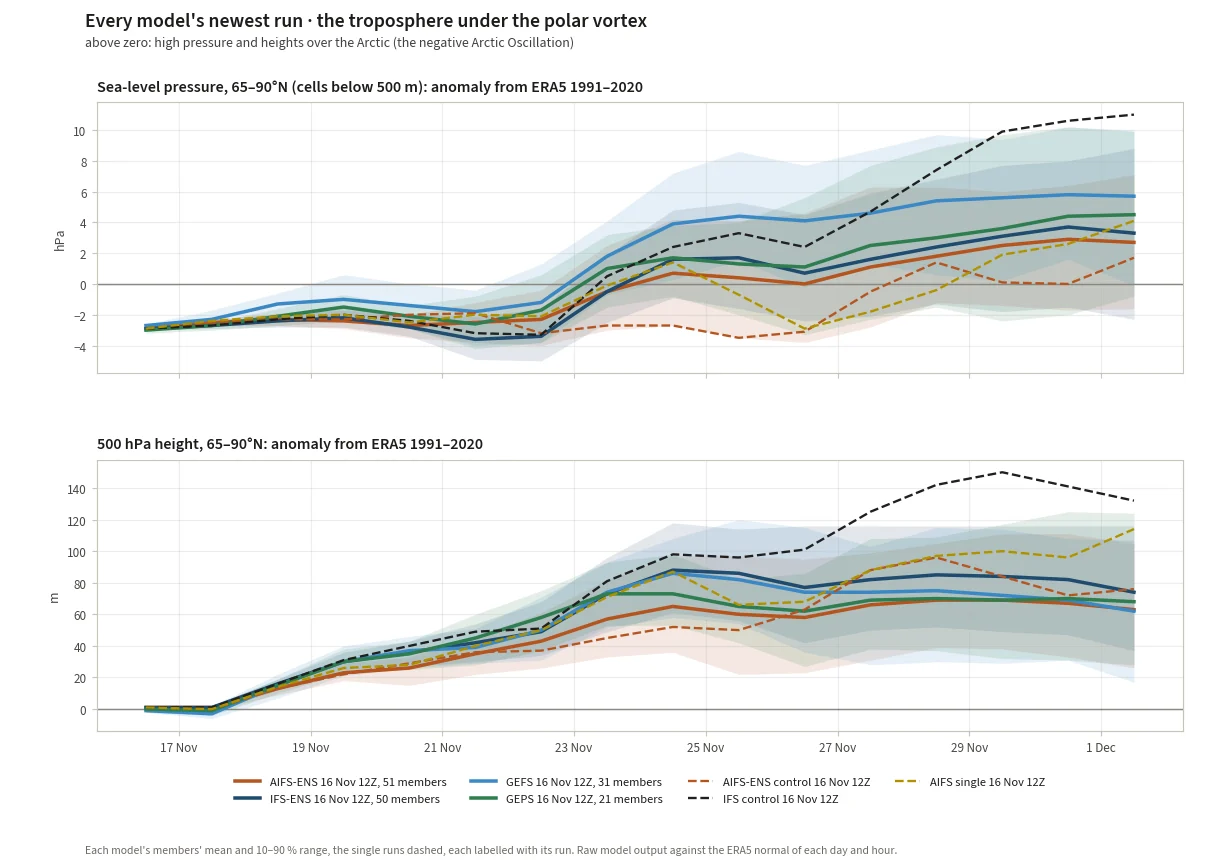 Every model's newest run · the troposphere under the polar vortex
above zero: high pressure and heights over the Arctic (the negative Arctic Oscillation)
Sea-level pressure, 65–90°N (cells below 500 m): anomaly from ERA5 1991–2020
10
8
6
4
2
0
−2
−4
hPa
500 hPa height, 65–90°N: anomaly from ERA5 1991–2020
140
120
100
80
60
40
20
0
m
17 Nov 19 Nov 21 Nov 23 Nov 25 Nov 27 Nov 29 Nov 1 Dec
AIFS-ENS 16 Nov 12Z, 51 members GEFS 16 Nov 12Z, 31 members AIFS-ENS control 16 Nov 12Z AIFS single 16 Nov 12Z
IFS-ENS 16 Nov 12Z, 50 members GEPS 16 Nov 12Z, 21 members IFS control 16 Nov 12Z
Each model's members' mean and 10–90 % range, the single runs dashed, each labelled with its run. Raw model output against the ERA5 normal of each day and hour.